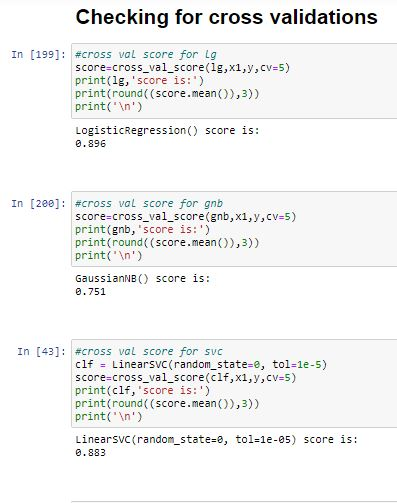 Checking for cross validations
In [199]: #cross val score for lg
score=cross_val_score(lg,x1,y,cv=5)
print(lg,'score is:')
print(round((score.mean()),3))
print('\n')
LogisticRegression() score is:
0.896
In [200]: #cross val score for gnb
score=cross_val_score(gnb,x1,y,cv=5)
print(gnb,'score is:')
print(round((score.mean()),3))
print('\n')
GaussianNB() score is:
0.751
In [43]: #cross val score for svc
clf = LinearSVC(random_state=0, tol=1e-5)
score=cross_val_score(clf,x1,y,cv=5)
print(clf,'score is:')
print(round((score.mean()),3))
print('\n')
LinearSVC(random_state=0, tol=1e-05) score is:
0.883